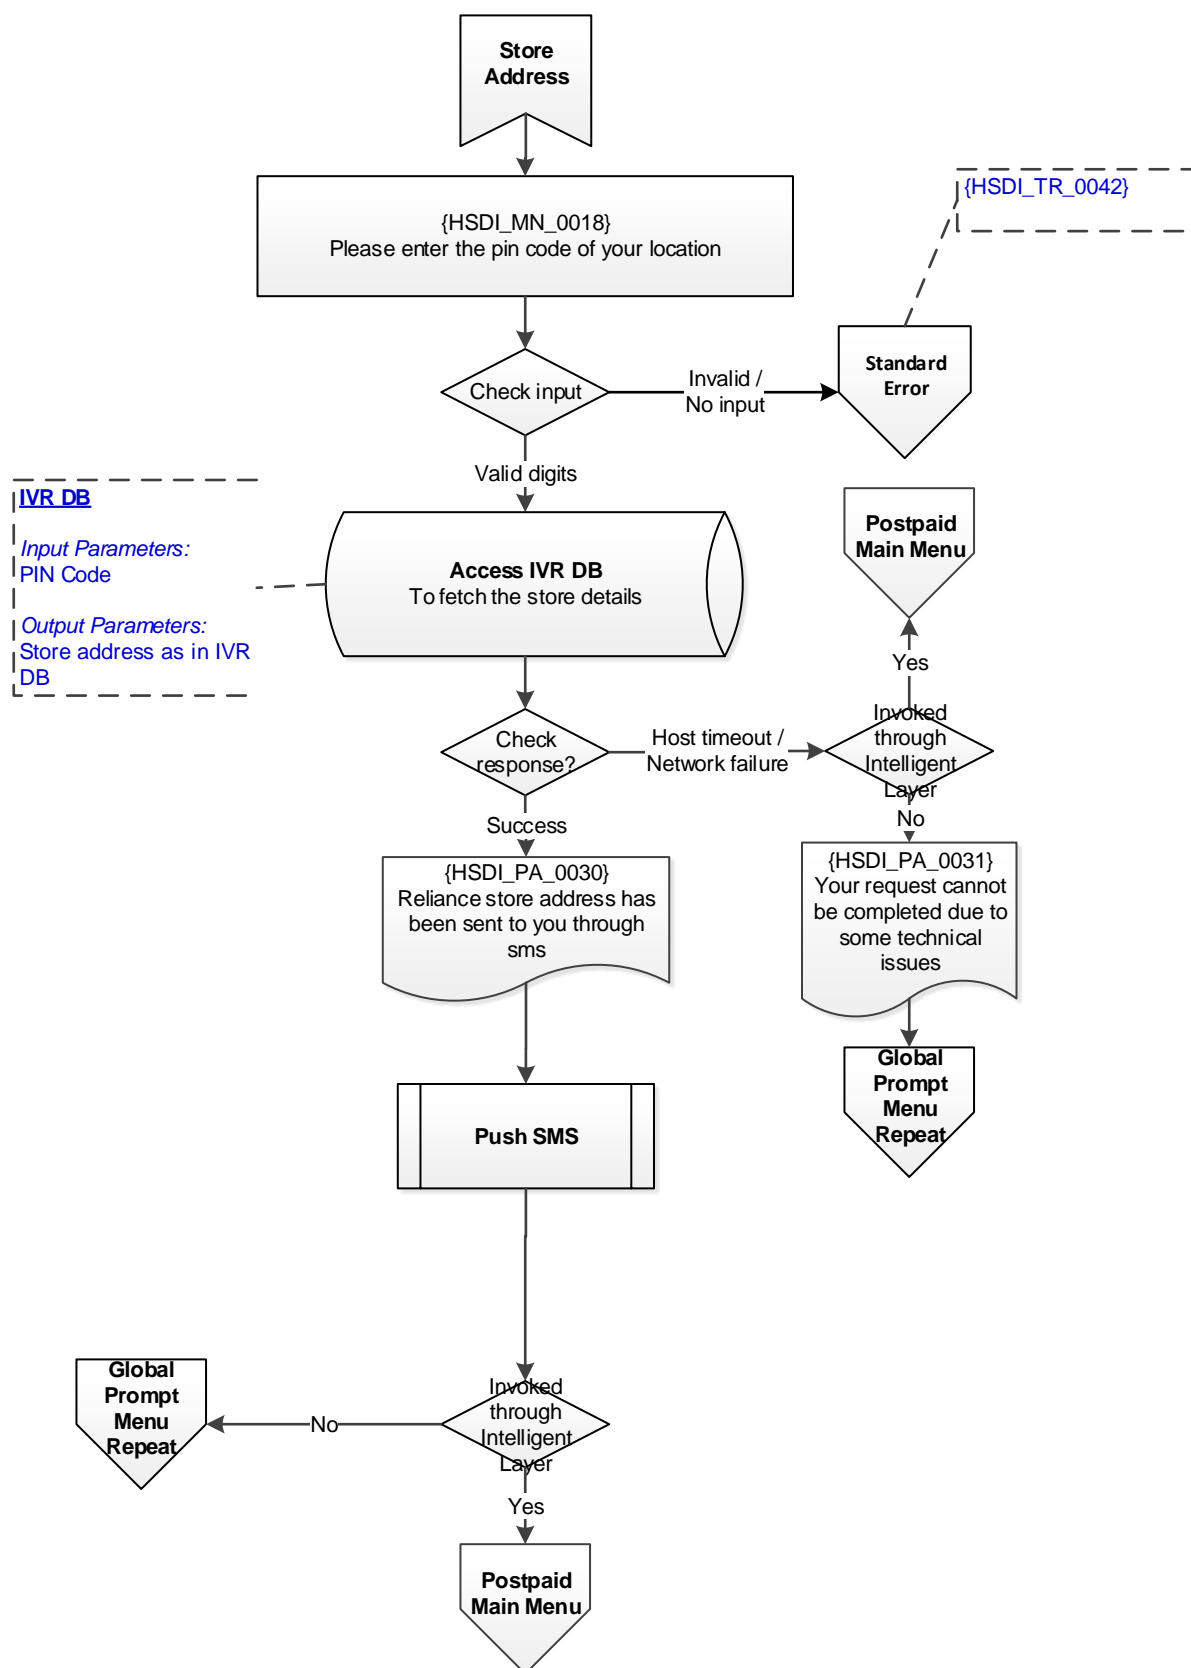 Store
Address
{HSDI_MN_0018}
Please enter the pin code of your location
{HSDI_TR_0042}
Check input
Invalid /
No input
Standard
Error
Valid digits
IVR DB
Input Parameters:
PIN Code
Output Parameters:
Store address as in IVR
DB
Access IVR DB
To fetch the store details
Postpaid
Main Menu
Yes
Check
response?
Host timeout /
Network failure
Invoked
through
Intelligent
Layer
No
Success
{HSDI_PA_0030}
Reliance store address has
been sent to you through
sms
{HSDI_PA_0031}
Your request cannot
be completed due to
some technical
issues
Global
Prompt
Menu
Repeat
Push SMS
Invoked
through
Intelligent
Layer
No
Global
Prompt
Menu
Repeat
Yes
Postpaid
Main Menu